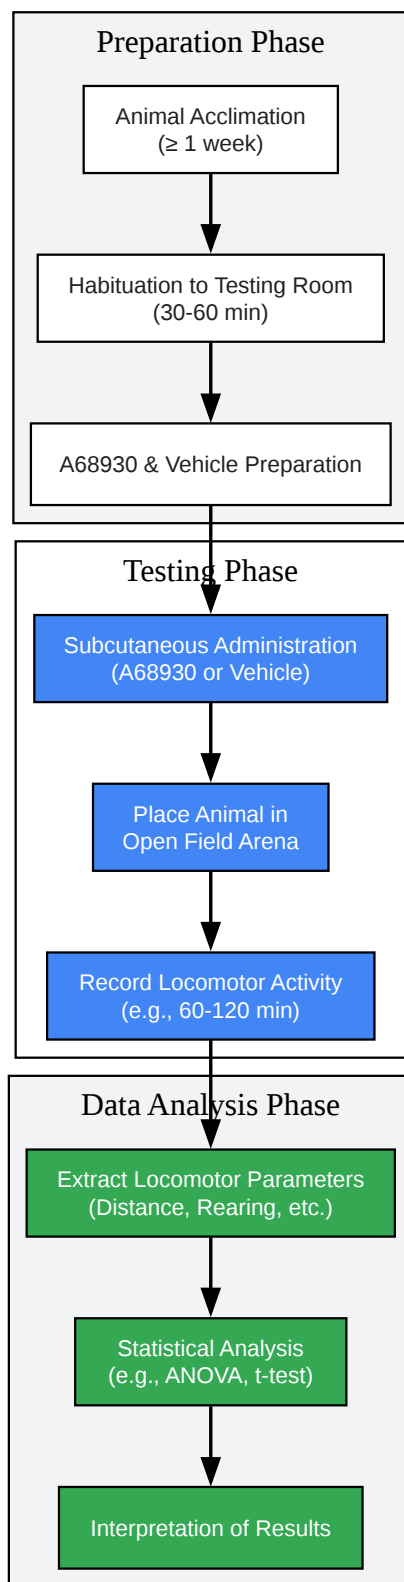 Preparation Phase
Animal Acclimation
(≥ 1 week)
Habituation to Testing Room
(30-60 min)
A68930 & Vehicle Preparation
Testing Phase
Subcutaneous Administration
(A68930 or Vehicle)
Place Animal in
Open Field Arena
Record Locomotor Activity
(e.g., 60-120 min)
Data Analysis Phase
Extract Locomotor Parameters
(Distance, Rearing, etc.)
Statistical Analysis
(e.g., ANOVA, t-test)
Interpretation of Results